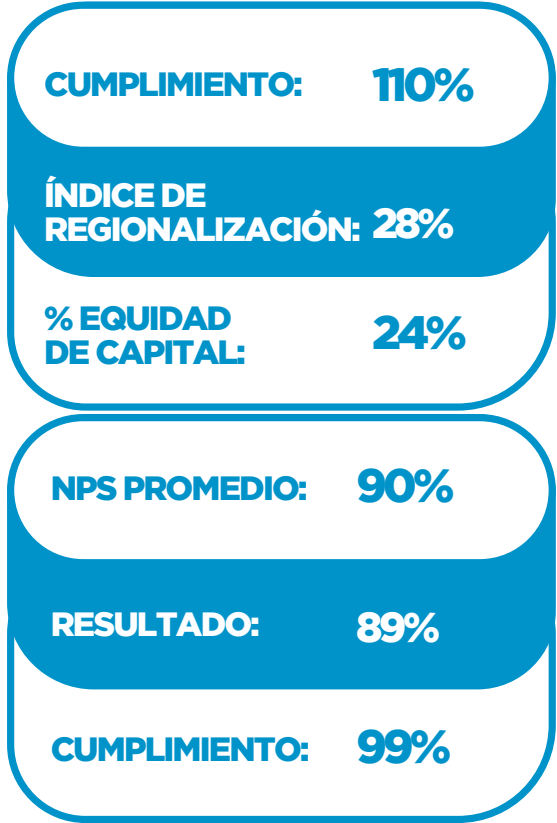 CUMPLIMIENTO: 110%
ÍNDICE DE
REGIONALIZACIÓN: 28%
% EQUIDAD
DE CAPITAL: 24%
NPS PROMEDIO: 90%
RESULTADO: 89%
CUMPLIMIENTO: 99%